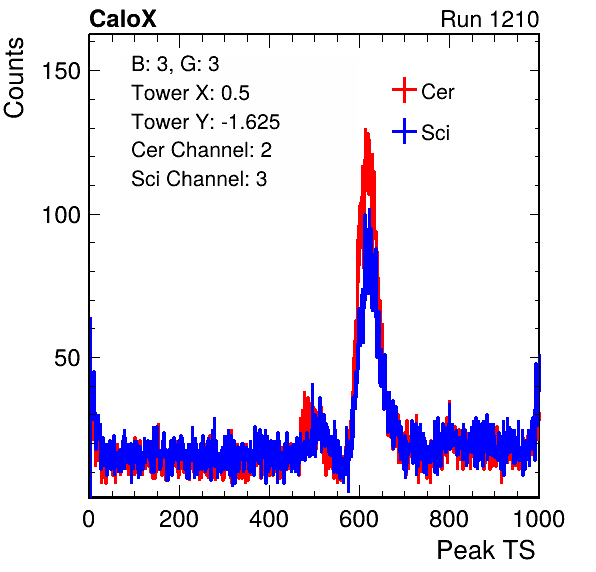 CaloX
Run 1210
Counts
150
100
50
B: 3, G: 3
Tower X: 0.5
Tower Y: -1.625
Cer Channel: 2
Sci Channel: 3
Cer
Sci
0 200 400 600 800 1000
Peak TS